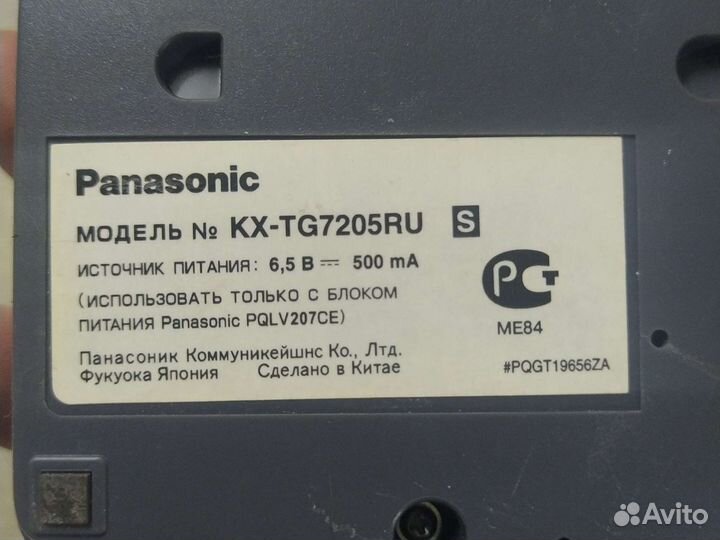 Panasonic
МОДЕЛЬ № KX-TG7205RU S
ИСТОЧНИК ПИТАНИЯ: 6,5 В ⎓ 500 mA
(ИСПОЛЬЗОВАТЬ ТОЛЬКО С БЛОКОМ
ПИТАНИЯ Panasonic PQLV207CE)
РСТ
ME84
Панасоник Коммуникейшнс Ко., Лтд.
Фукуока Япония Сделано в Китае
#PQGT19656ZA
Avito